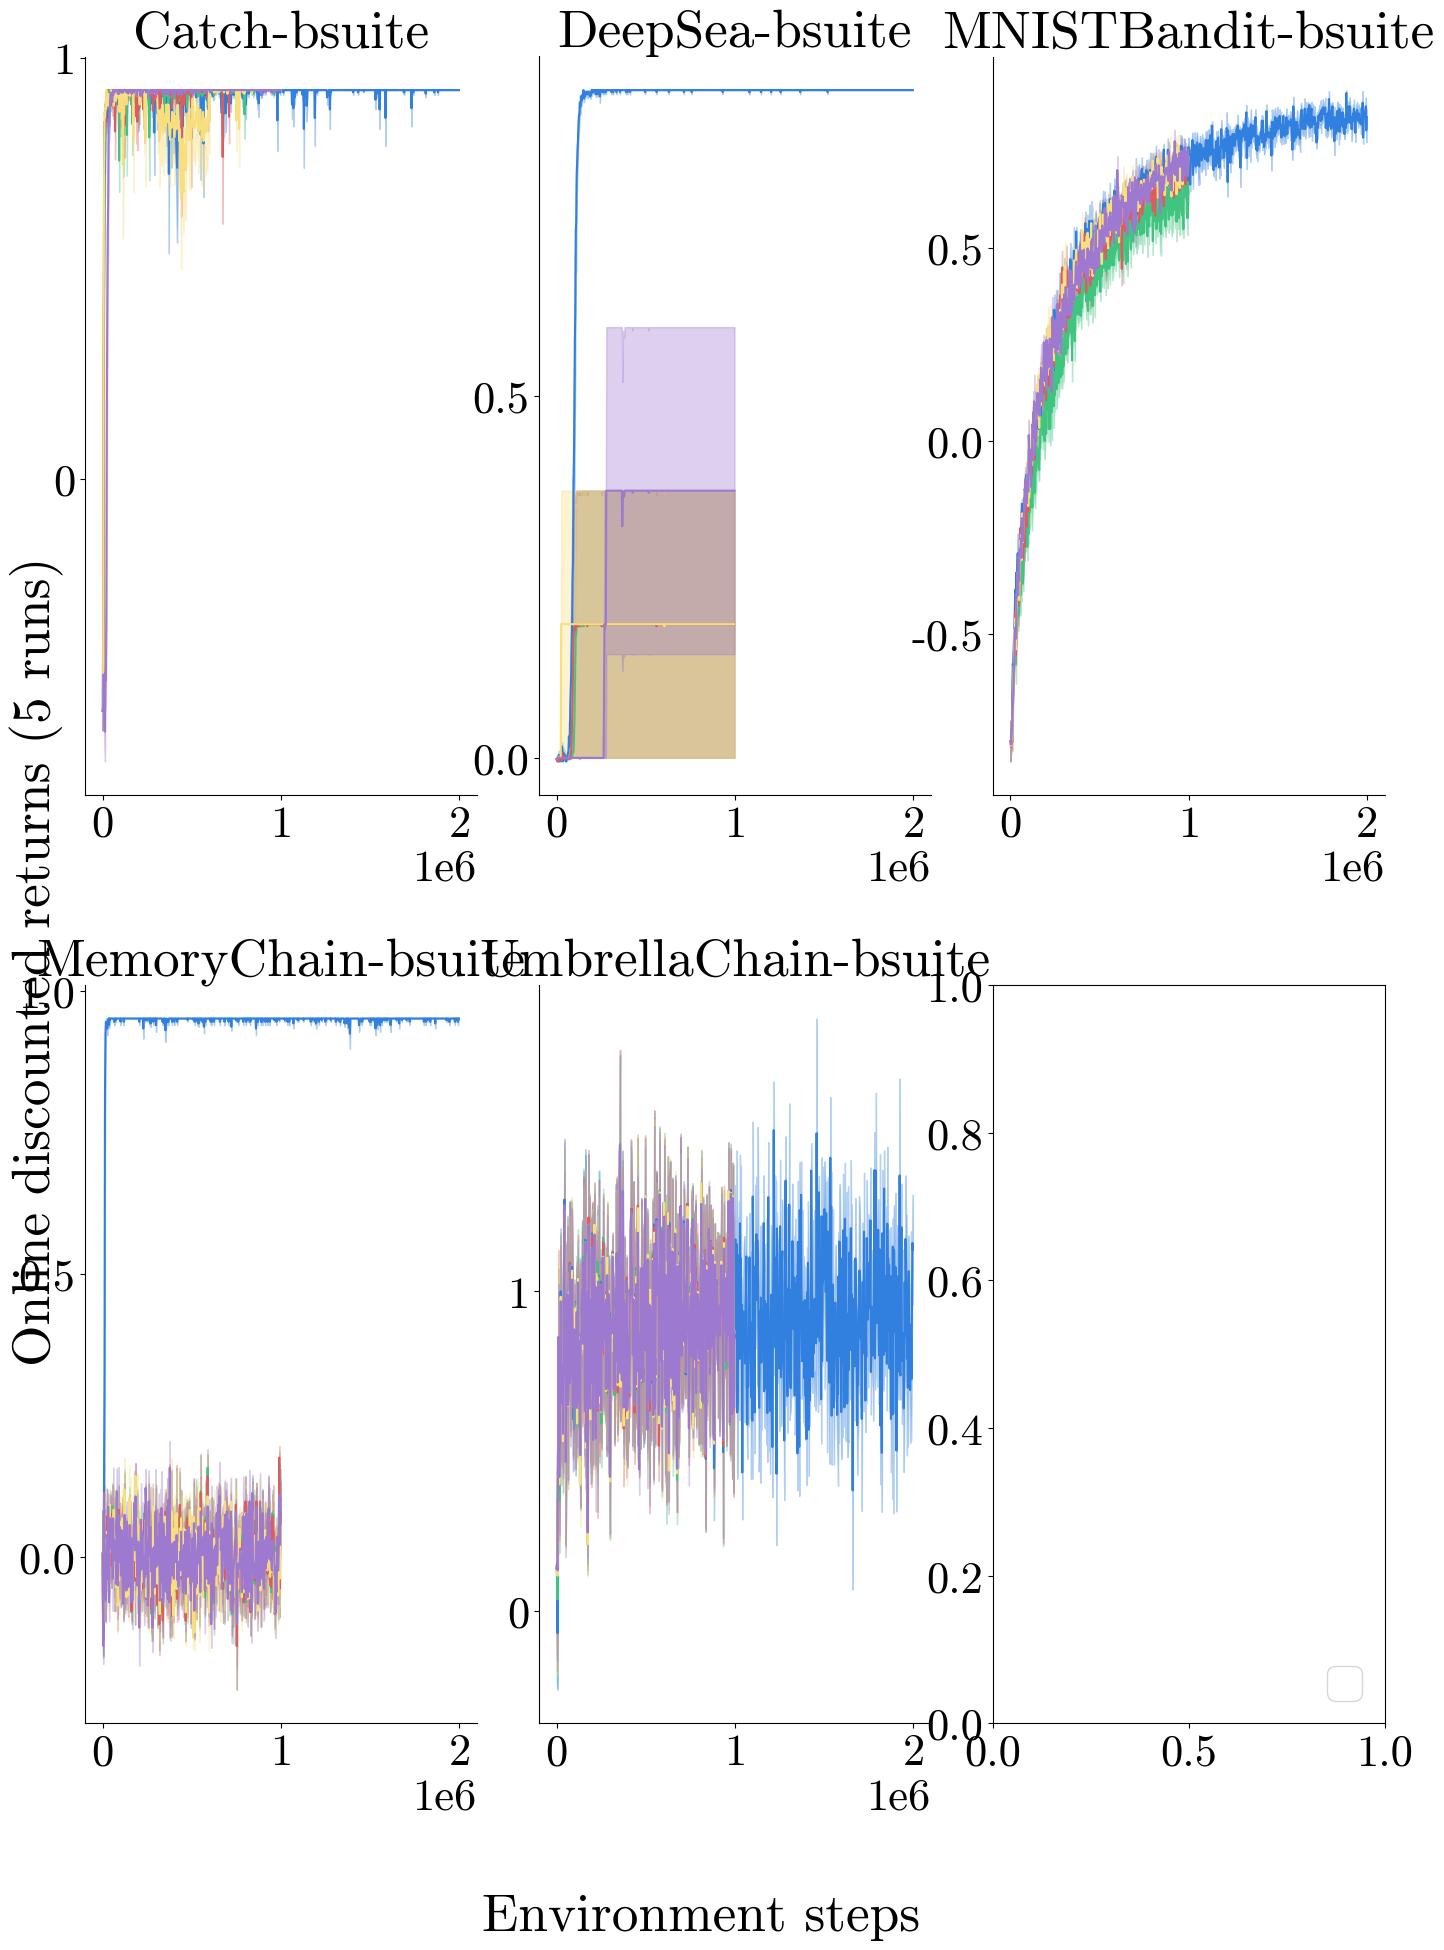 Catch-bsuite
DeepSea-bsuite
MNISTBandit-bsuite
1
0
0 1 2
1e6
0.5
0.0
0 1 2
1e6
0.5
0.0
-0.5
0 1 2
1e6
Online discounted returns (5 runs)
MemoryChain-bsuite
UmbrellaChain-bsuite
0.0
0 1 2
1e6
1
0
0 1 2
1e6
1.0
0.8
0.6
0.4
0.2
0.0
0.0 0.5 1.0
Environment steps